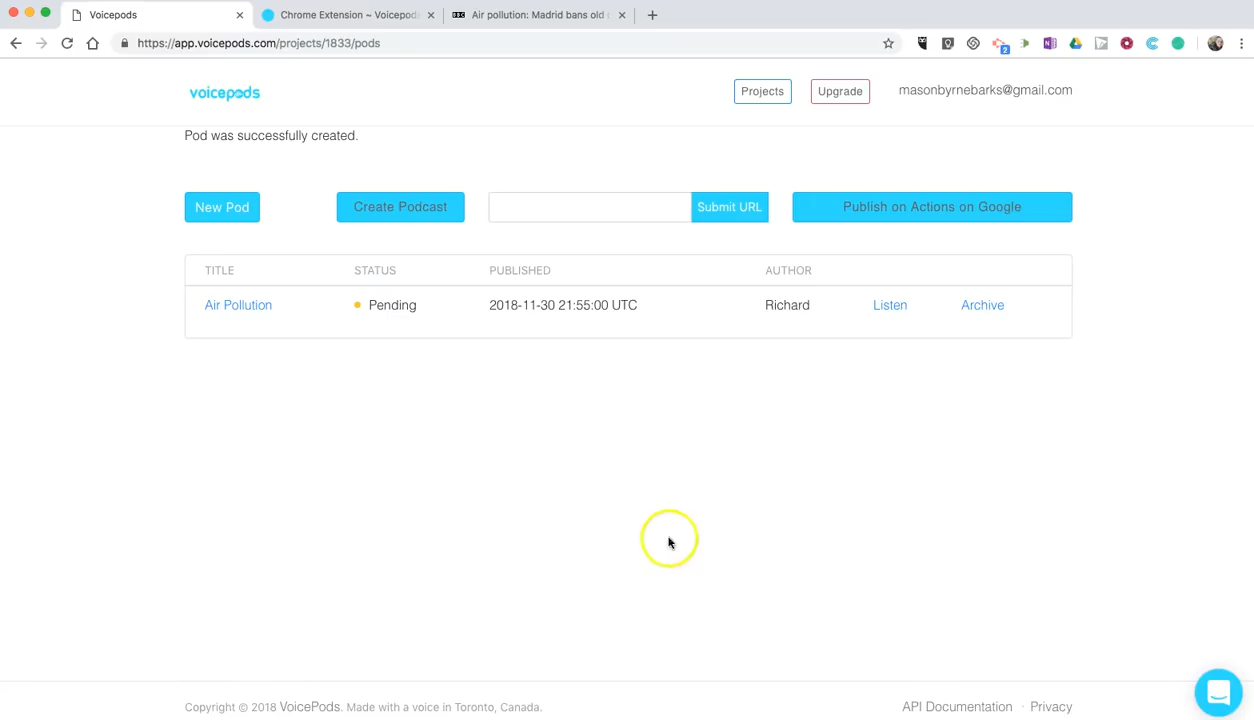 Voicepods
Chrome Extension ~ Voicepods
BBC Air pollution: Madrid bans old
https://app.voicepods.com/projects/1833/pods
2
voicepods
Projects
Upgrade
masonbyrnebarks@gmail.com
Pod was successfully created.
New Pod
Create Podcast
Submit URL
Publish on Actions on Google
TITLE STATUS PUBLISHED AUTHOR
Air Pollution Pending 2018-11-30 21:55:00 UTC Richard Listen Archive
Copyright © 2018 VoicePods. Made with a voice in Toronto, Canada.
API Documentation · Privacy